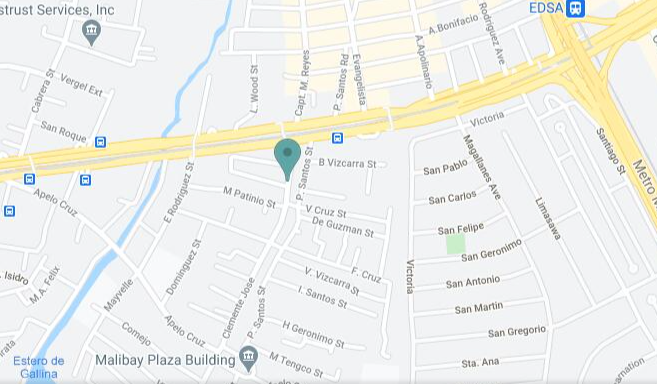 strust Services, Inc
EDSA
A.Bonifacio
Rodriguez Ave
A.Apolinario
Evangelista
P. Santos Rd
Capt. M. Reyes
L. Wood St
Cabrera St
Vergel Ext
San Roque
Victoria
Santiago St
Metro M
Magallanes Ave
B Vizcarra St
San Pablo
P. Santos St
E Rodriguez St
Apelo Cruz
M Patinio St
San Carlos
Limasawa
V Cruz St
De Guzman St
San Felipe
San Geronimo
Dominguez St
Isidro
M.A. Felix
Mayvelle
F. Cruz
V. Vizcarra St
Victoria
San Antonio
I. Santos St
San Martin
Clemente Jose
P. Santos St
Apelo Cruz
Comejo
H Geronimo St
San Gregorio
Estero de
Gallina
Malibay Plaza Building
M Tengco St
Sta. Ana